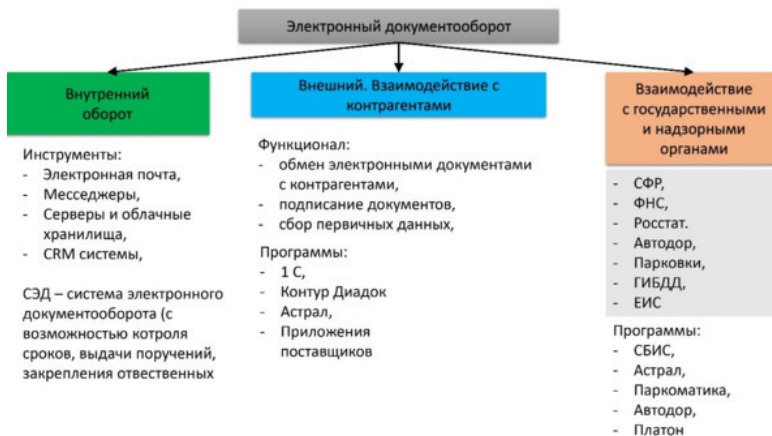 Электронный документооборот
Внутренний
оборот
Инструменты:
- Электронная почта,
- Месседжеры,
- Серверы и облачные
хранилища,
- CRM системы,
СЭД – система электронного
документооборота (с
возможностью котроля
сроков, выдачи поручений,
закрепления отвественных
Внешний. Взаимодействие с
контрагентами
Функционал:
- обмен электронными документами
с контрагентами,
- подписание документов,
- сбор первичных данных,
Программы:
- 1 С,
- Контур Диадок
- Астрал,
- Приложения
поставщиков
Взаимодействие
с государственными
и надзорными
органами
- СФР,
- ФНС,
- Росстат.
- Автодор,
- Парковки,
- ГИБДД,
- ЕИС
Программы:
- СБИС,
- Астрал,
- Паркоматика,
- Автодор,
- Платон